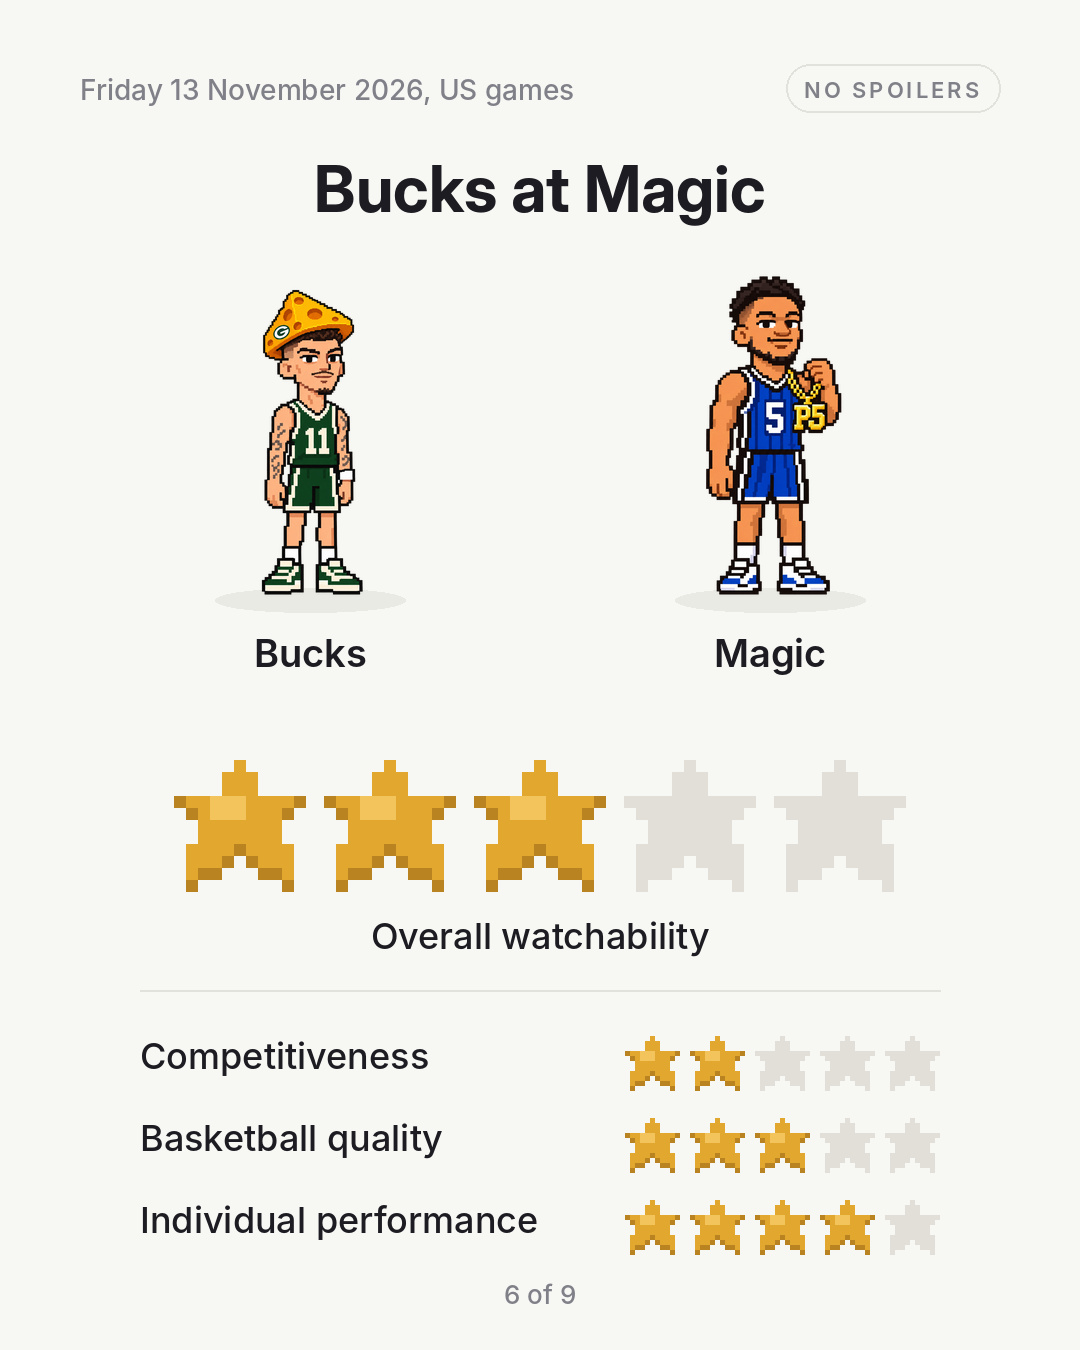 Friday 13 November 2026, US games
NO SPOILERS
Bucks at Magic
G
11
5
P5
Bucks
Magic
Overall watchability
Competitiveness
Basketball quality
Individual performance
6 of 9